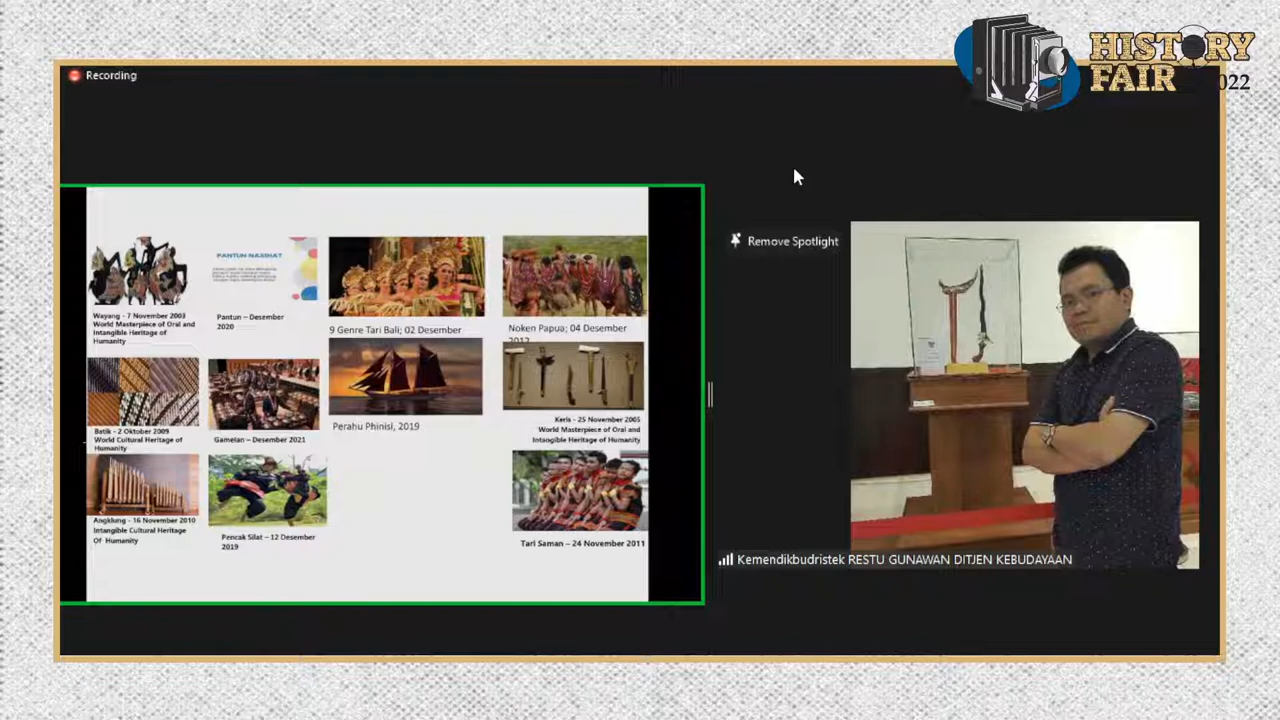 HISTORY
FAIR 2022
Recording
Remove Spotlight
PANTUN NASIHAT
Wayang - 7 November 2003
World Masterpiece of Oral and
Intangible Heritage of
Humanity
Pantun – Desember
2020
9 Genre Tari Bali; 02 Desember
Noken Papua; 04 Desember
2012
Batik - 2 Oktober 2009
World Cultural Heritage of
Humanity
Gamelan – Desember 2021
Perahu Phinisi, 2019
Keris - 25 November 2005
World Masterpiece of Oral and
Intangible Heritage of Humanity
Angklung - 16 November 2010
Intangible Cultural Heritage
Of Humanity
Pencak Silat – 12 Desember
2019
Tari Saman – 24 November 2011
Kemendikbudristek RESTU GUNAWAN DITJEN KEBUDAYAAN